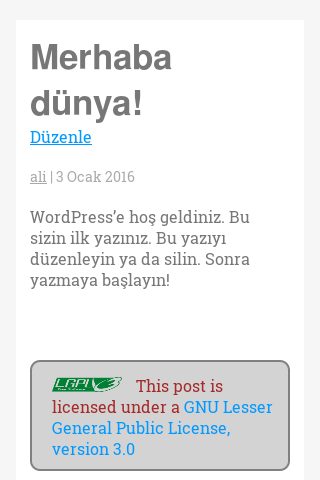 Merhaba
dünya!
Düzenle
ali | 3 Ocak 2016
WordPress’e hoş geldiniz. Bu
sizin ilk yazınız. Bu yazıyı
düzenleyin ya da silin. Sonra
yazmaya başlayın!
This post is
licensed under a GNU Lesser
General Public License,
version 3.0